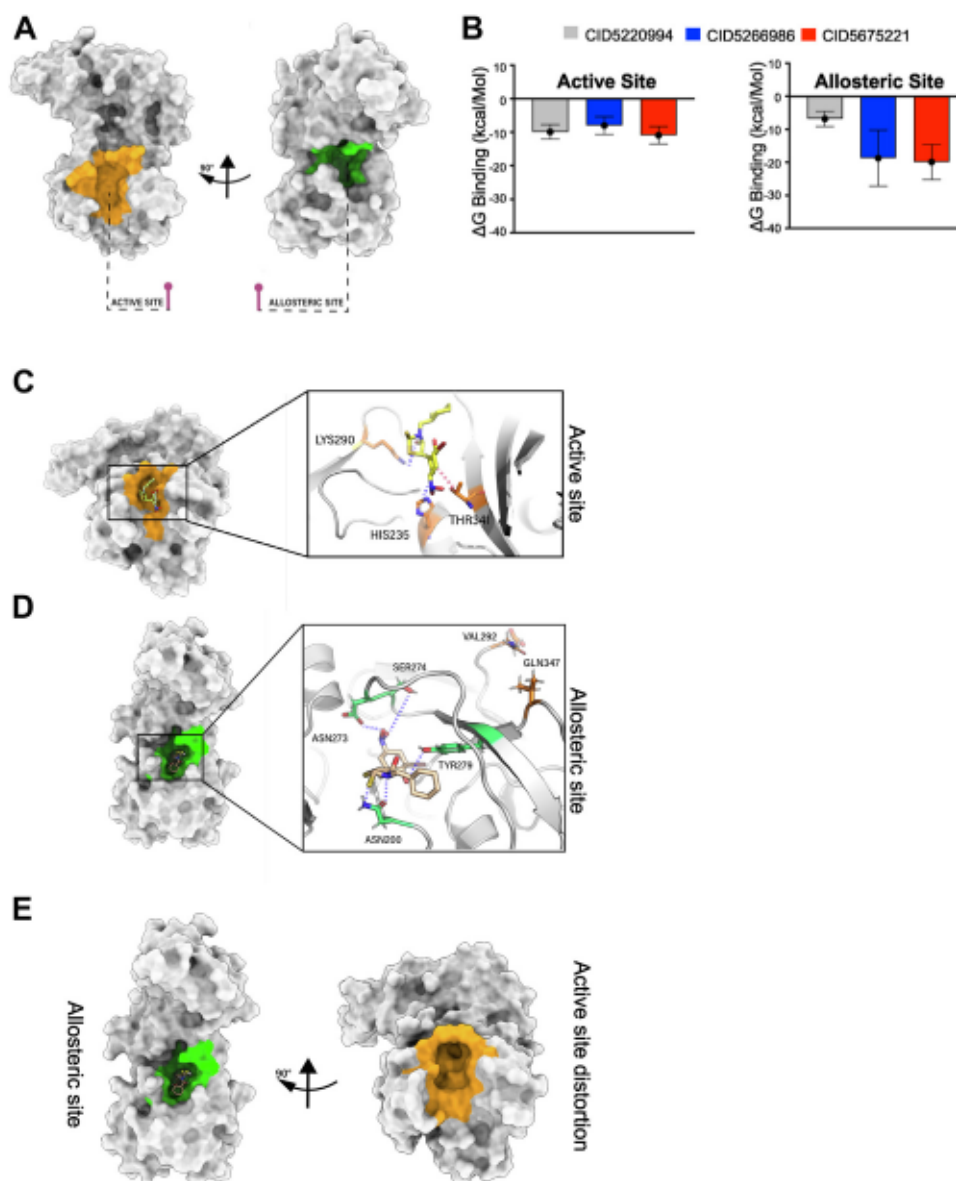 A
90°
ACTIVE SITE
ALLOSTERIC SITE
B
CID5220994 CID5266986 CID5675221
Active Site
ΔG Binding (kcal/Mol)
10
0
-10
-20
-30
-40
Allosteric Site
ΔG Binding (kcal/Mol)
10
0
-10
-20
-30
-40
C
LYS290
HIS235
THR341
Active site
D
VAL292
GLN347
SER274
ASN273
TYR279
ASN200
Allosteric site
E
Allosteric site
90°
Active site distortion